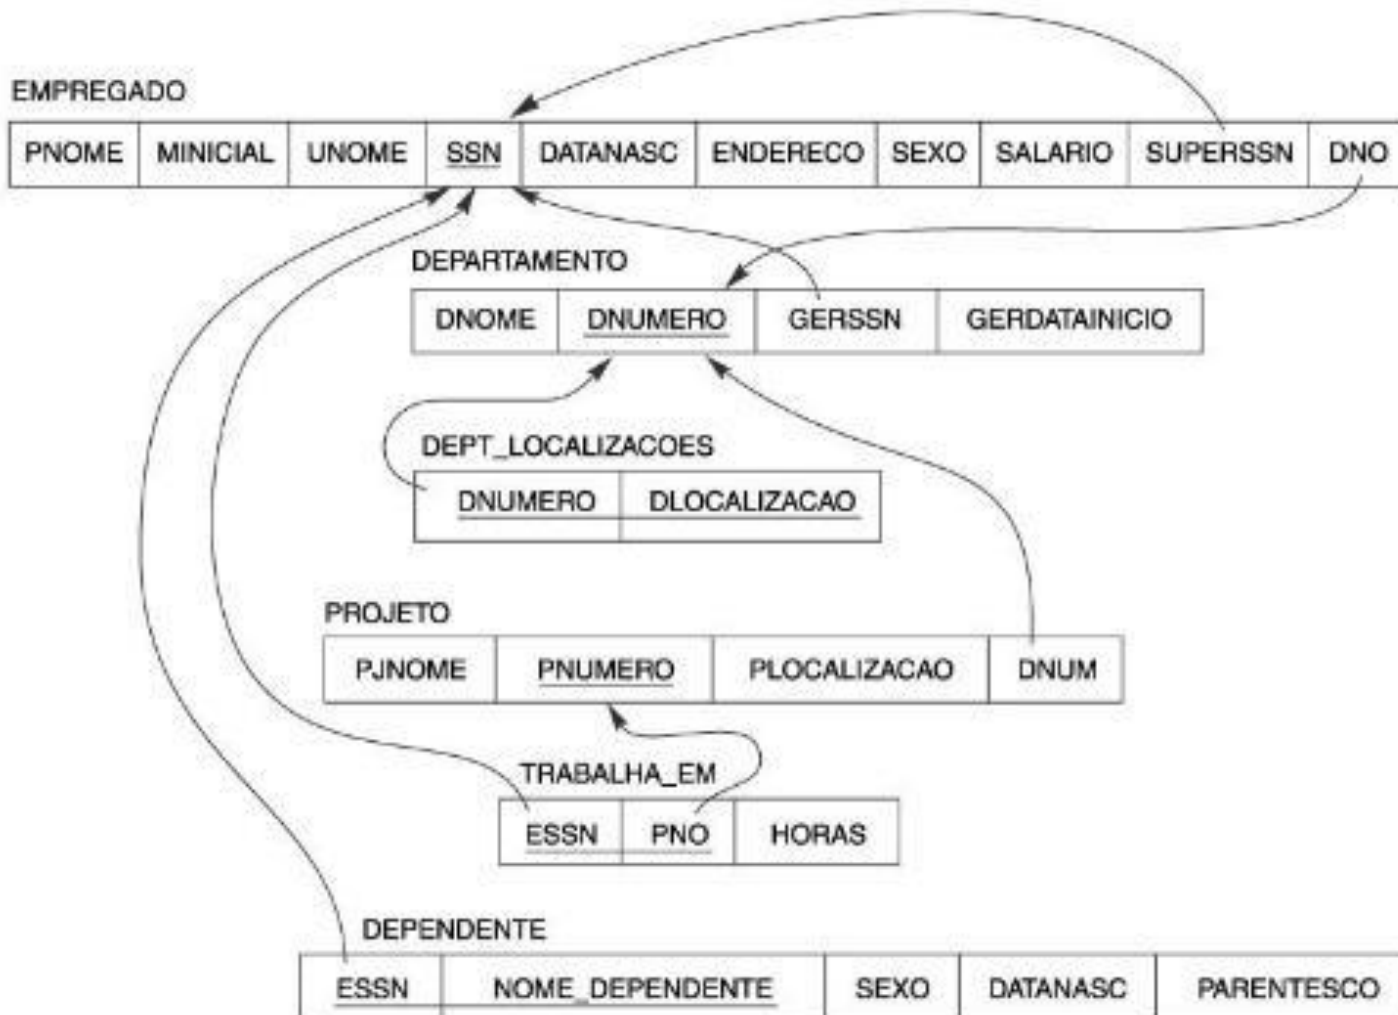 EMPREGADO
PNOME MINICIAL UNOME SSN DATANASC ENDERECO SEXO SALARIO SUPERSSN DNO
DEPARTAMENTO
DNOME DNUMERO GERSSN GERDATAINICIO
DEPT_LOCALIZACOES
DNUMERO DLOCALIZACAO
PROJETO
PJNOME PNUMERO PLOCALIZACAO DNUM
TRABALHA_EM
ESSN PNO HORAS
DEPENDENTE
ESSN NOME_DEPENDENTE SEXO DATANASC PARENTESCO